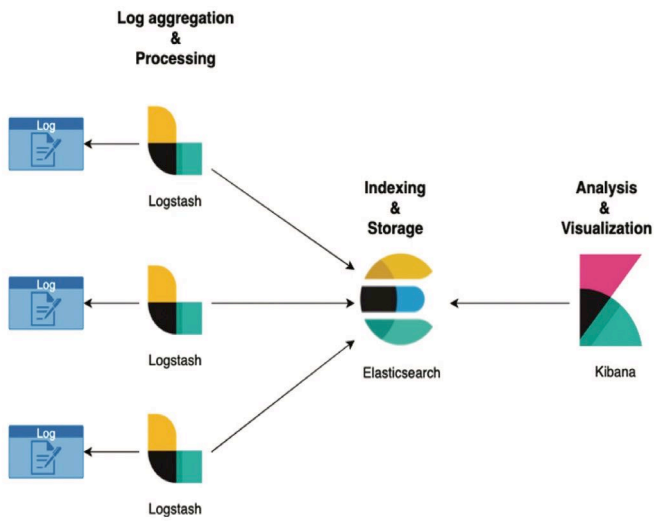 Log aggregation
&
Processing
Log
Logstash
Indexing
&
Storage
Analysis
&
Visualization
Log
Logstash
Elasticsearch
Kibana
Log
Logstash